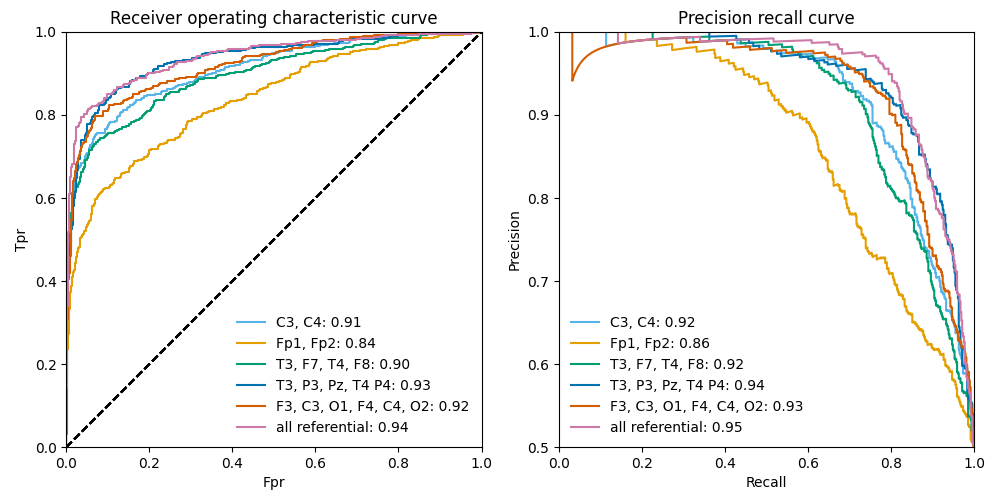 Receiver operating characteristic curve
Tpr
1.0
0.8
0.6
0.4
0.2
0.0
C3, C4: 0.91
Fp1, Fp2: 0.84
T3, F7, T4, F8: 0.90
T3, P3, Pz, T4 P4: 0.93
F3, C3, O1, F4, C4, O2: 0.92
all referential: 0.94
0.0 0.2 0.4 0.6 0.8 1.0
Fpr
Precision recall curve
Precision
1.0
0.9
0.8
0.7
0.6
0.5
C3, C4: 0.92
Fp1, Fp2: 0.86
T3, F7, T4, F8: 0.92
T3, P3, Pz, T4 P4: 0.94
F3, C3, O1, F4, C4, O2: 0.93
all referential: 0.95
0.0 0.2 0.4 0.6 0.8 1.0
Recall